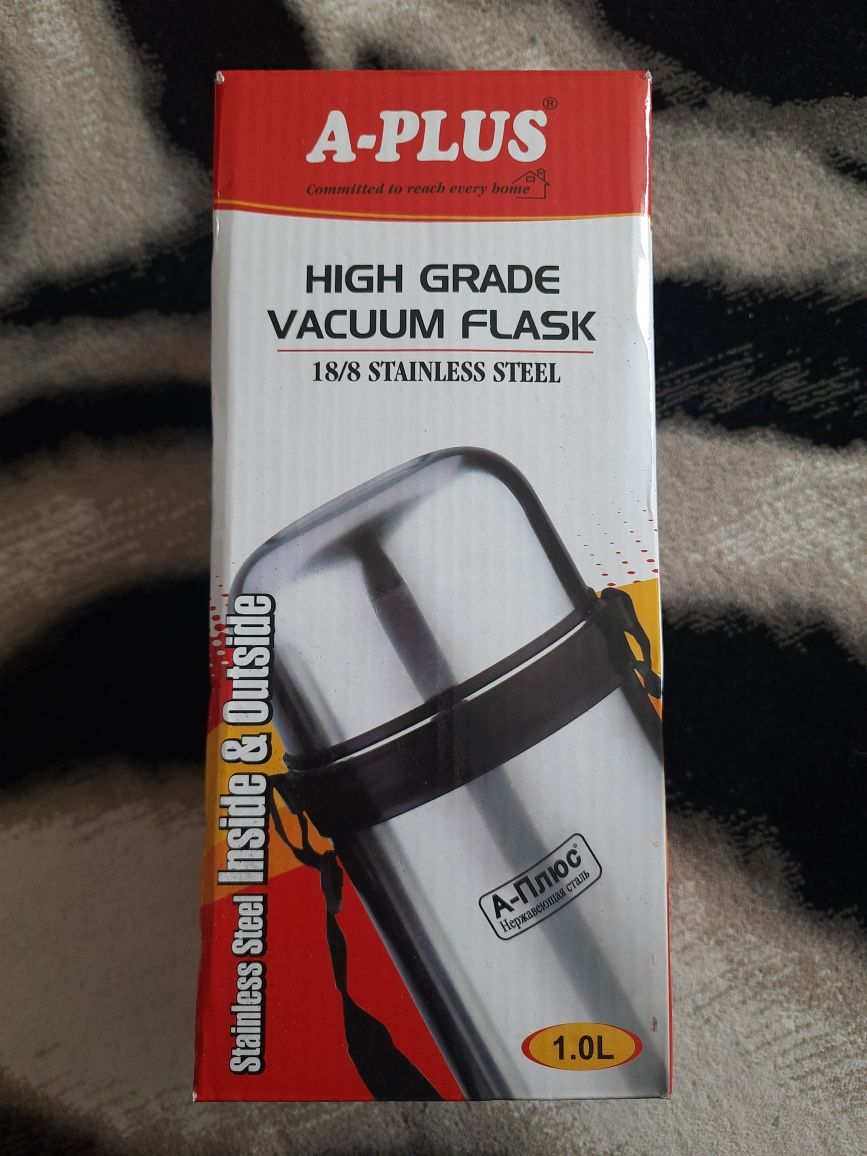 A-PLUS®
Committed to reach every home
HIGH GRADE
VACUUM FLASK
18/8 STAINLESS STEEL
Stainless Steel Inside & Outside
А-Плюс®
Нержавеющая сталь
1.0L